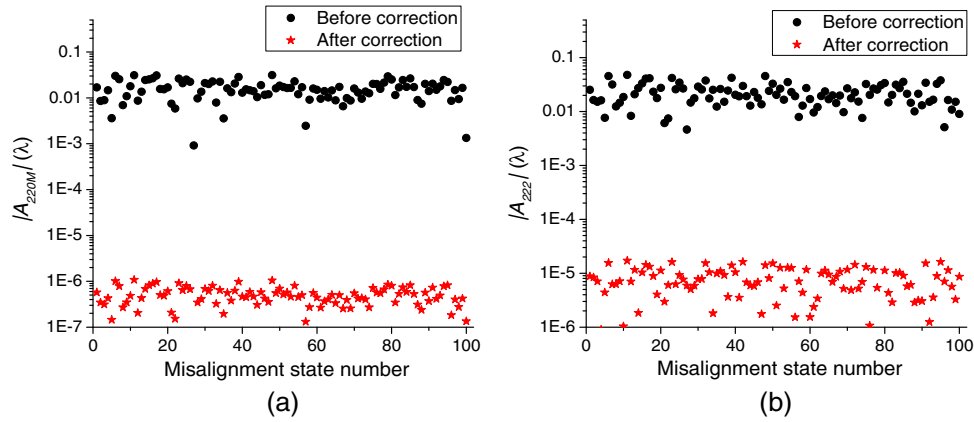 Before correction
After correction
0.1
0.01
1E-3
1E-4
1E-5
1E-6
1E-7
|A220M| (λ)
0 20 40 60 80 100
Misalignment state number
(a)
Before correction
After correction
0.1
0.01
1E-3
1E-4
1E-5
1E-6
|A222| (λ)
0 20 40 60 80 100
Misalignment state number
(b)